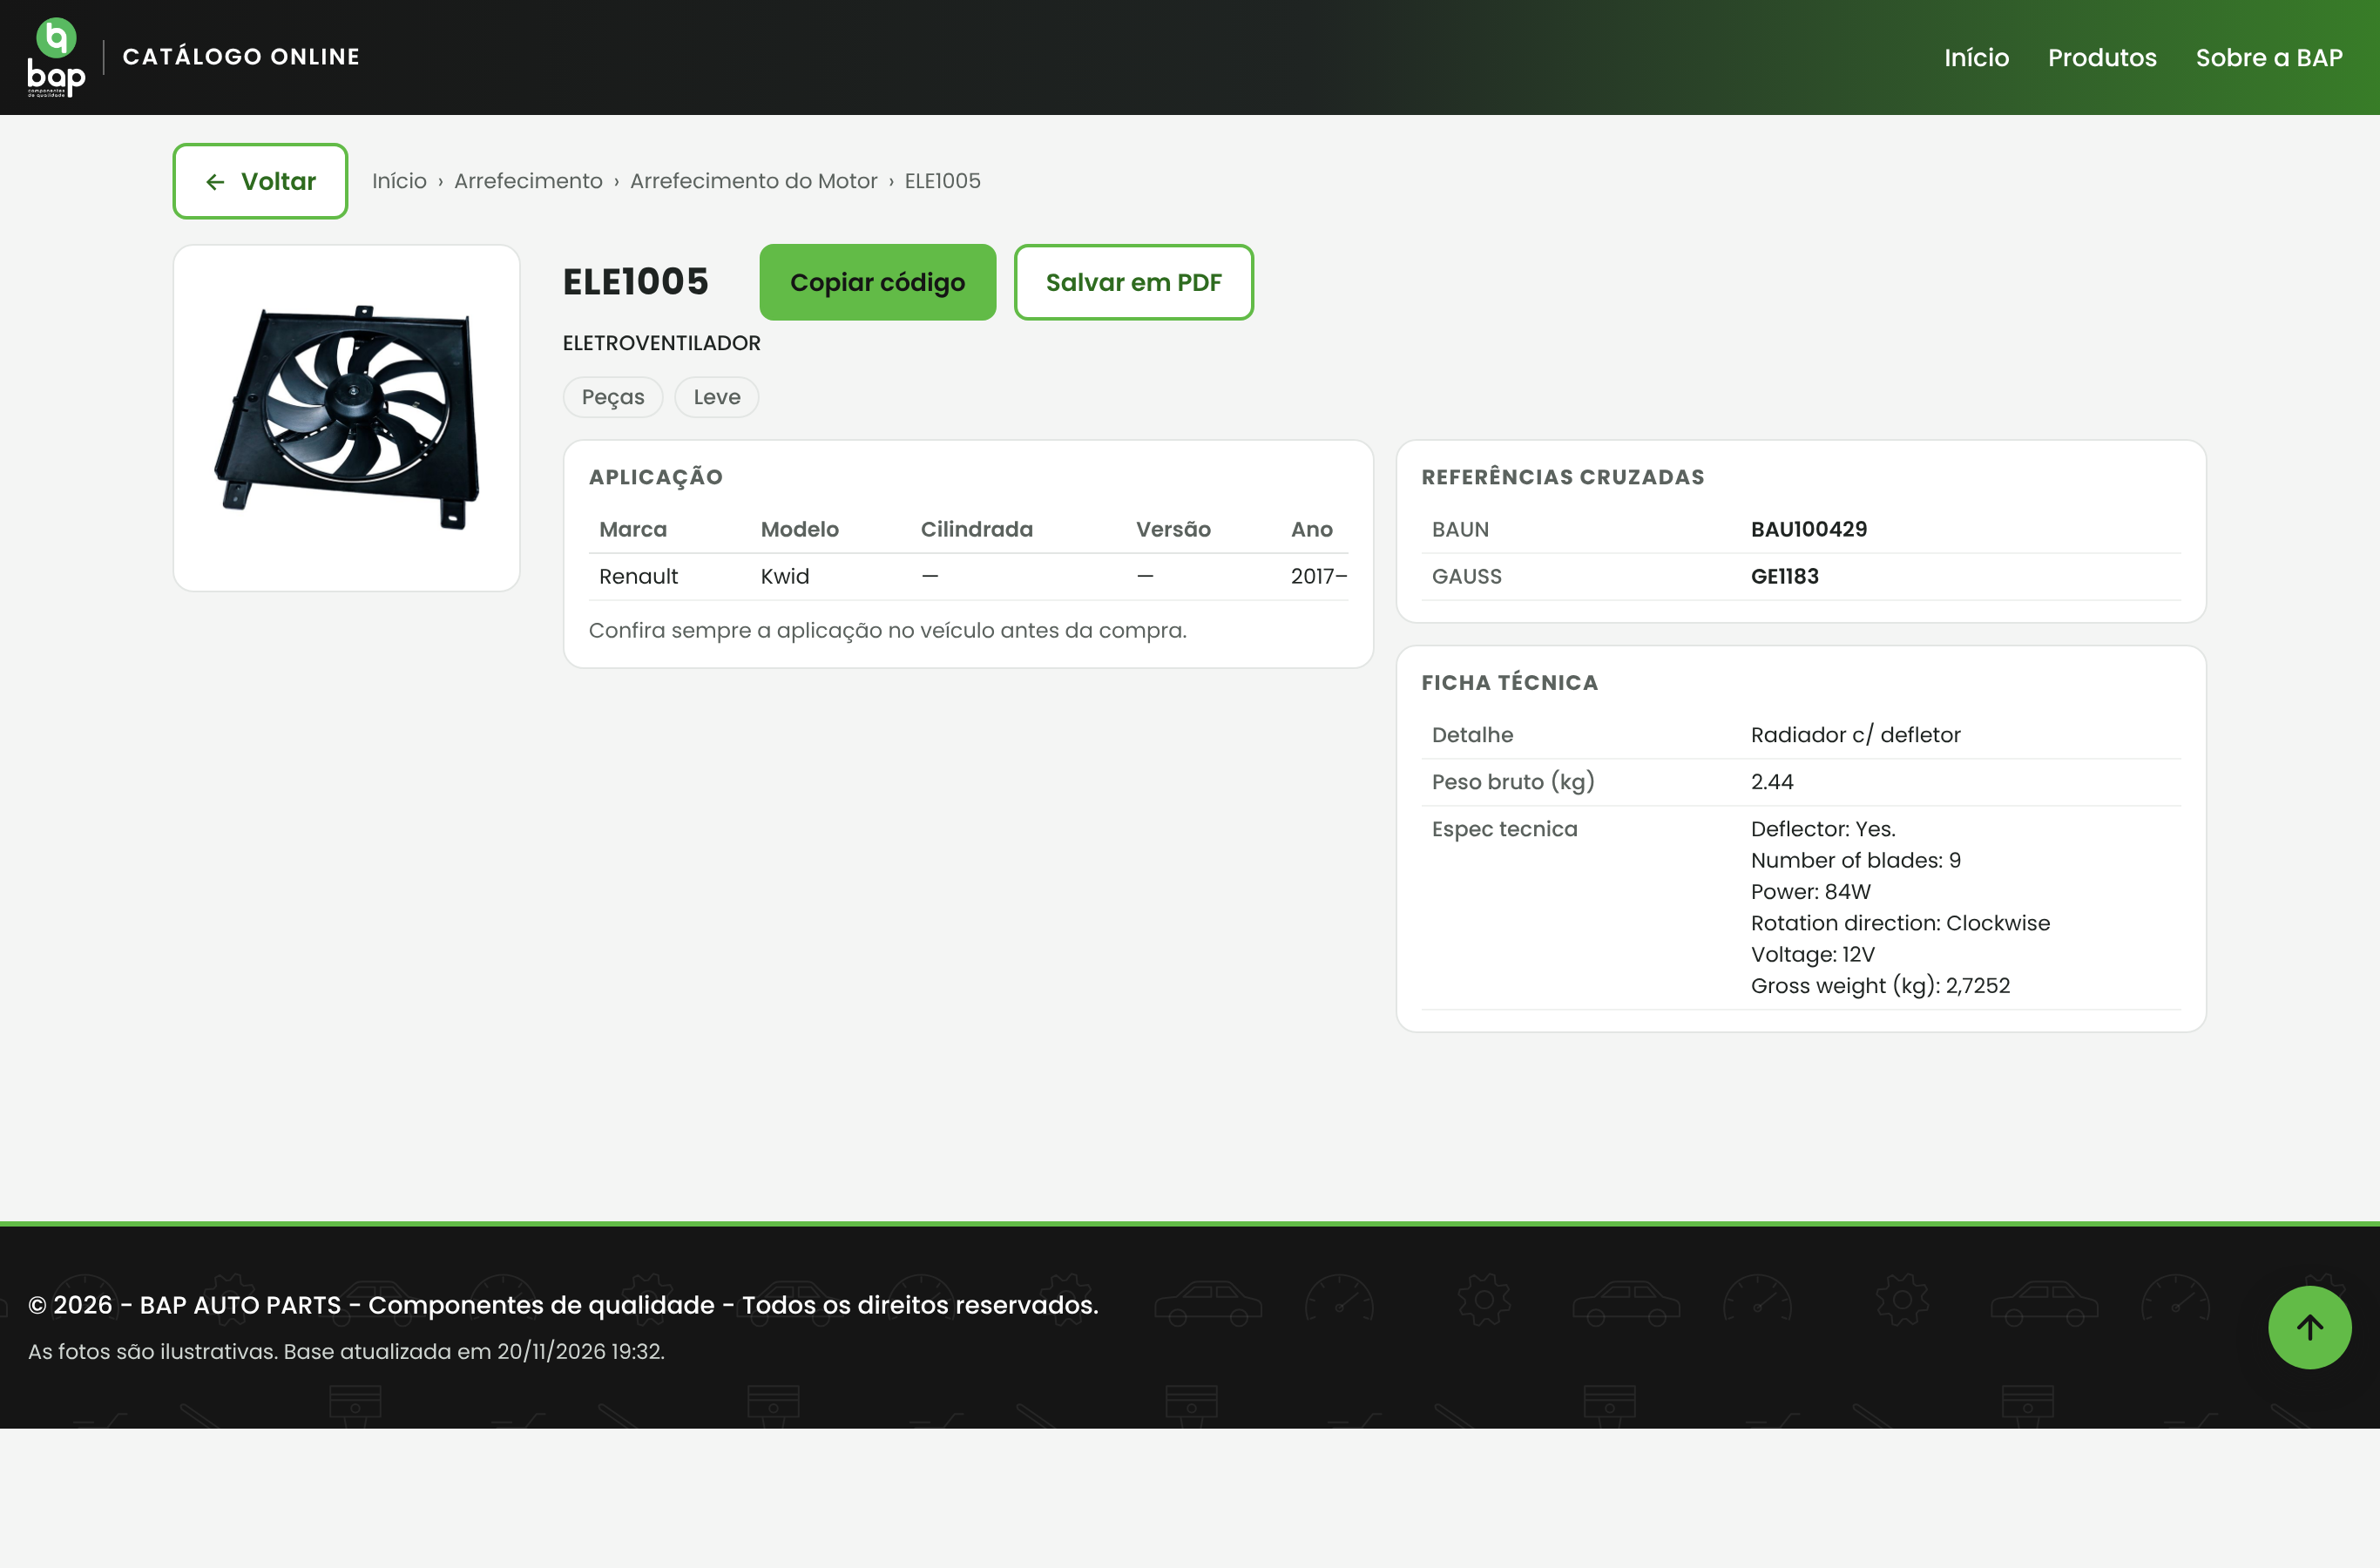 bap
componentes
de qualidade
CATÁLOGO ONLINE
Início
Produtos
Sobre a BAP
← Voltar
Início › Arrefecimento › Arrefecimento do Motor › ELE1005
ELE1005
Copiar código
Salvar em PDF
ELETROVENTILADOR
Peças
Leve
APLICAÇÃO
Marca Modelo Cilindrada Versão Ano
Renault Kwid — — 2017–
Confira sempre a aplicação no veículo antes da compra.
REFERÊNCIAS CRUZADAS
BAUN BAU100429
GAUSS GE1183
FICHA TÉCNICA
Detalhe Radiador c/ defletor
Peso bruto (kg) 2.44
Espec tecnica Deflector: Yes.
Number of blades: 9
Power: 84W
Rotation direction: Clockwise
Voltage: 12V
Gross weight (kg): 2,7252
© 2026 - BAP AUTO PARTS - Componentes de qualidade - Todos os direitos reservados.
As fotos são ilustrativas. Base atualizada em 20/11/2026 19:32.